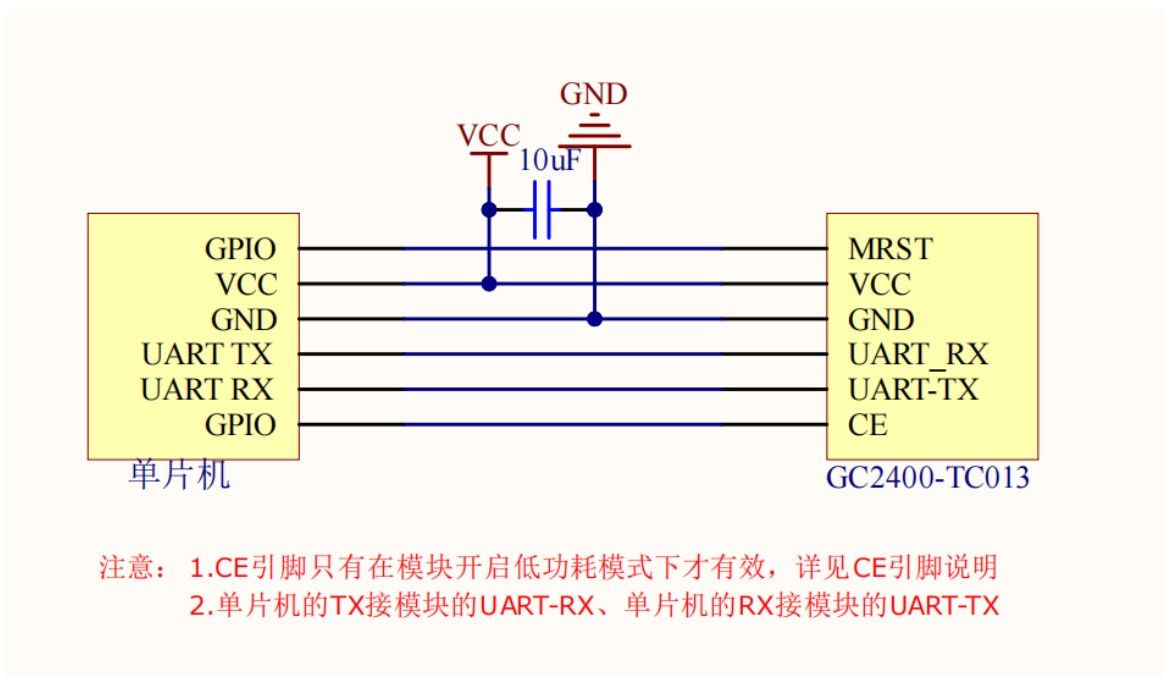 GND
VCC
10uF
GPIO
VCC
GND
UART TX
UART RX
GPIO
单片机
MRST
VCC
GND
UART_RX
UART-TX
CE
GC2400-TC013
注意： 1.CE引脚只有在模块开启低功耗模式下才有效，详见CE引脚说明
2.单片机的TX接模块的UART-RX、单片机的RX接模块的UART-TX